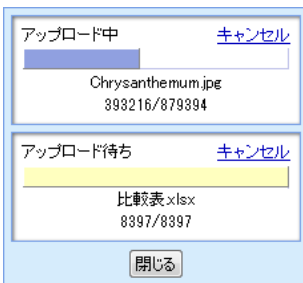 アップロード中 キャンセル
Chrysanthemum.jpg
393216/879394
アップロード待ち キャンセル
比較表.xlsx
8397/8397
閉じる